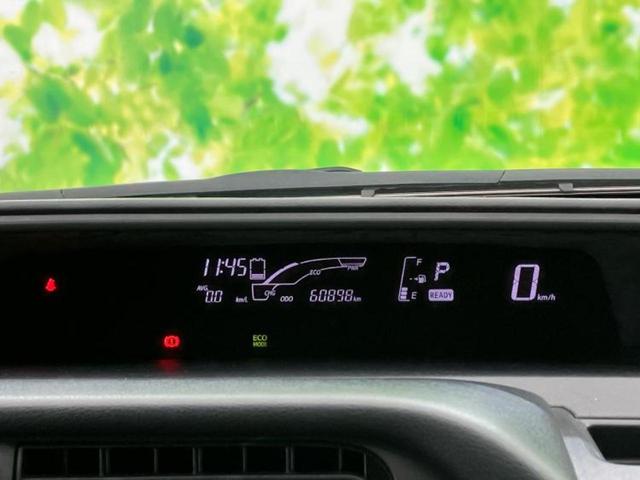 11:45
ECO
PWR
AVG.
0.0 km/L
CHG
ODO 60898 km
F
E
P
READY
0 km/h
ECO
MODE